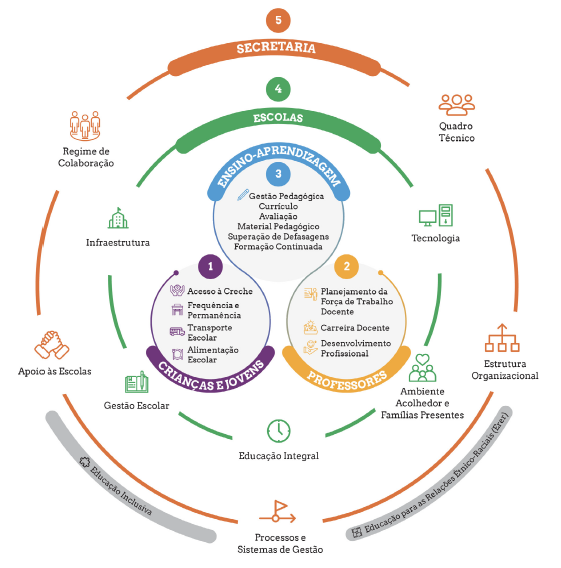 5
SECRETARIA
4
ESCOLAS
ENSINO-APRENDIZAGEM
3
Gestão Pedagógica
Currículo
Avaliação
Material Pedagógico
Superação de Defasagens
Formação Continuada
Regime de
Colaboração
Quadro
Técnico
Infraestrutura
Tecnologia
1
Acesso à Creche
Frequência e
Permanência
Transporte
Escolar
Alimentação
Escolar
CRIANÇAS E JOVENS
2
Planejamento da
Força de Trabalho
Docente
Carreira Docente
Desenvolvimento
Profissional
PROFESSORES
Apoio às Escolas
Estrutura
Organizacional
Gestão Escolar
Ambiente
Acolhedor e
Famílias Presentes
Educação Integral
Educação Inclusiva
Educação para as Relações Étnico-Raciais (Erer)
Processos e
Sistemas de Gestão